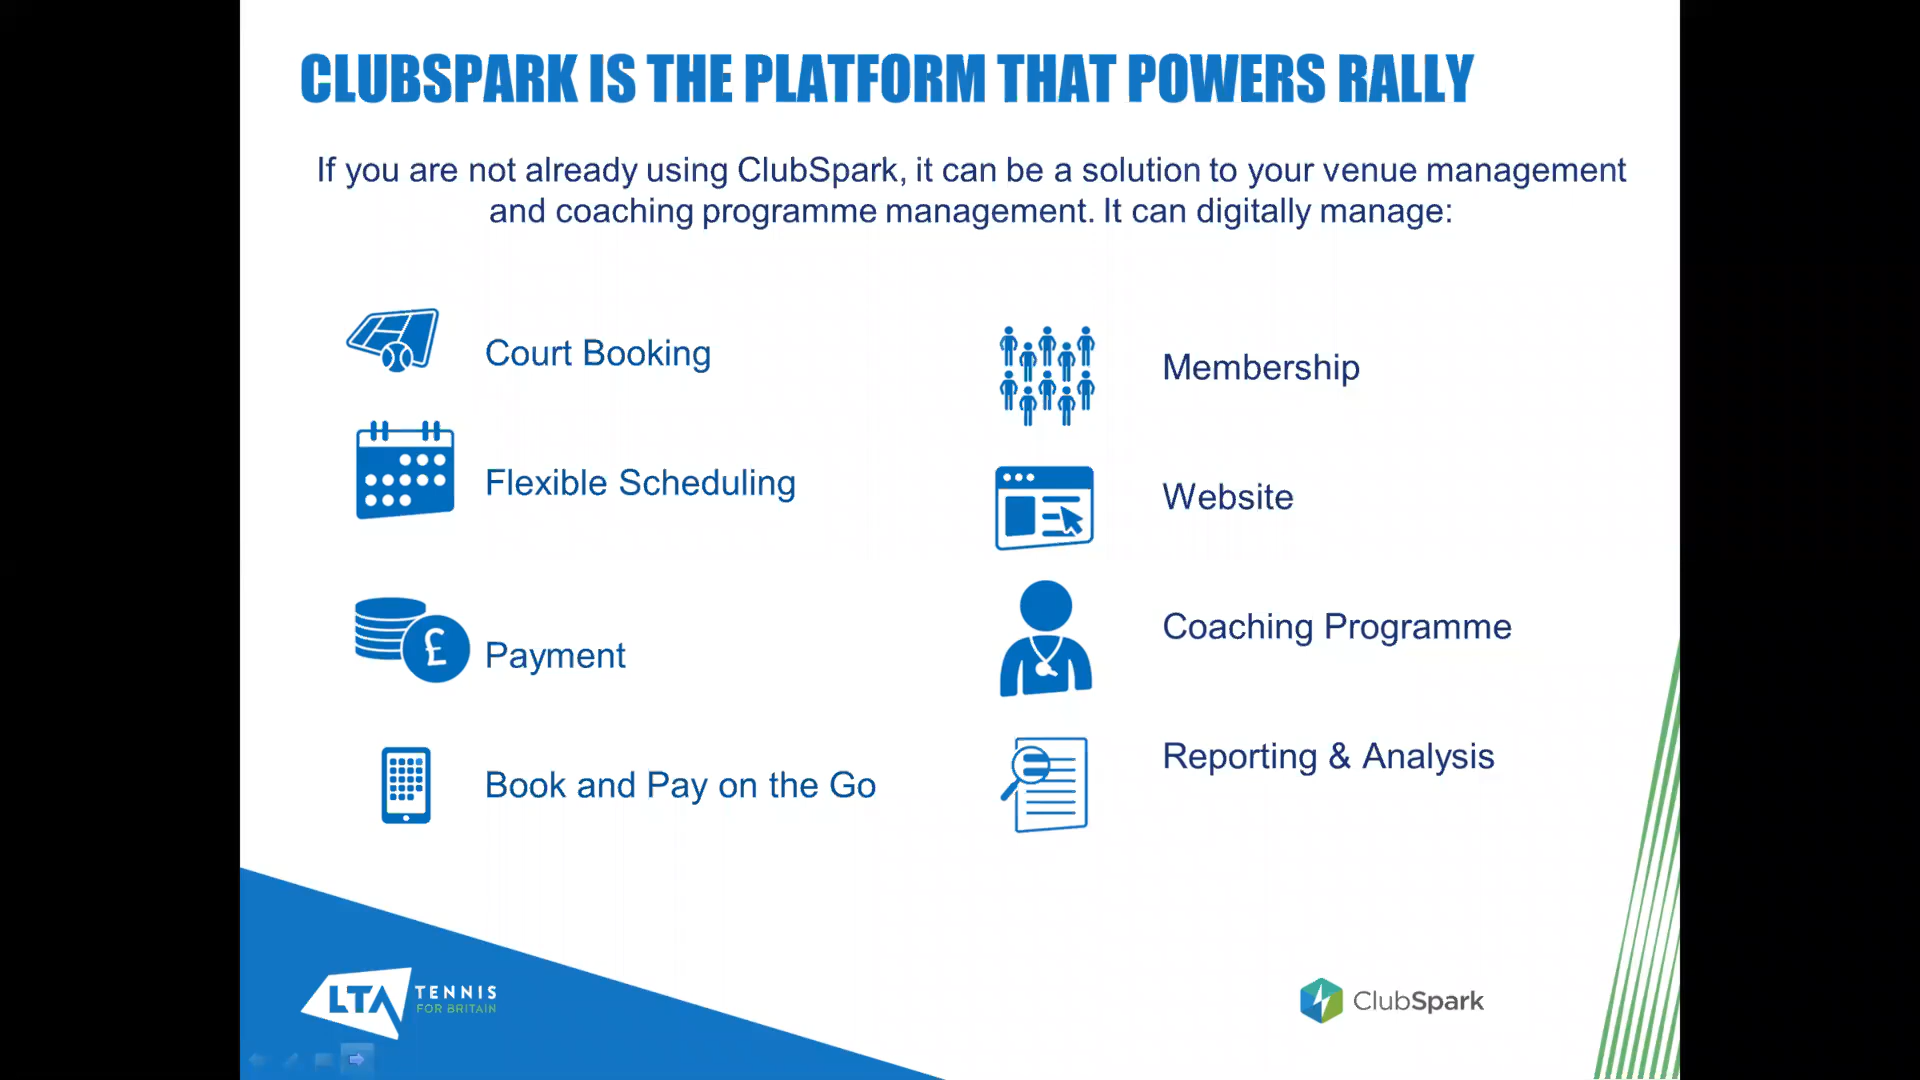 CLUBSPARK IS THE PLATFORM THAT POWERS RALLY
If you are not already using ClubSpark, it can be a solution to your venue management
and coaching programme management. It can digitally manage:
Court Booking
Flexible Scheduling
£
Payment
Book and Pay on the Go
Membership
Website
Coaching Programme
Reporting & Analysis
LTA TENNIS
FOR BRITAIN
ClubSpark